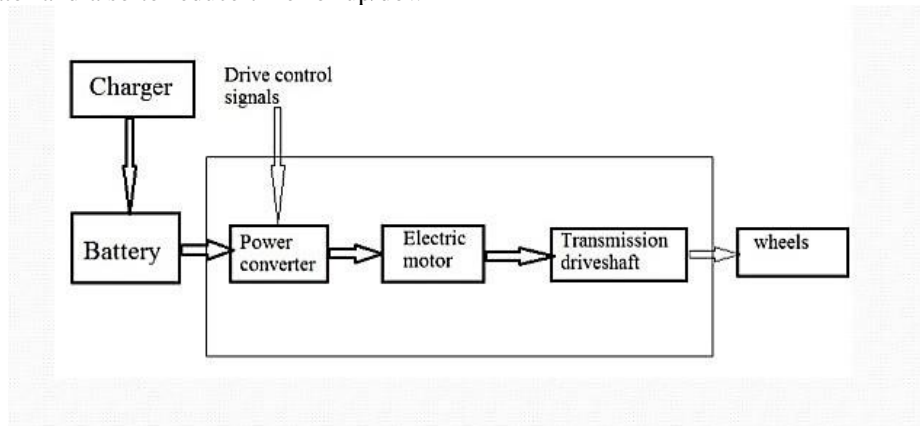 Charger
Drive control
signals
Battery
Power
converter
Electric
motor
Transmission
driveshaft
wheels